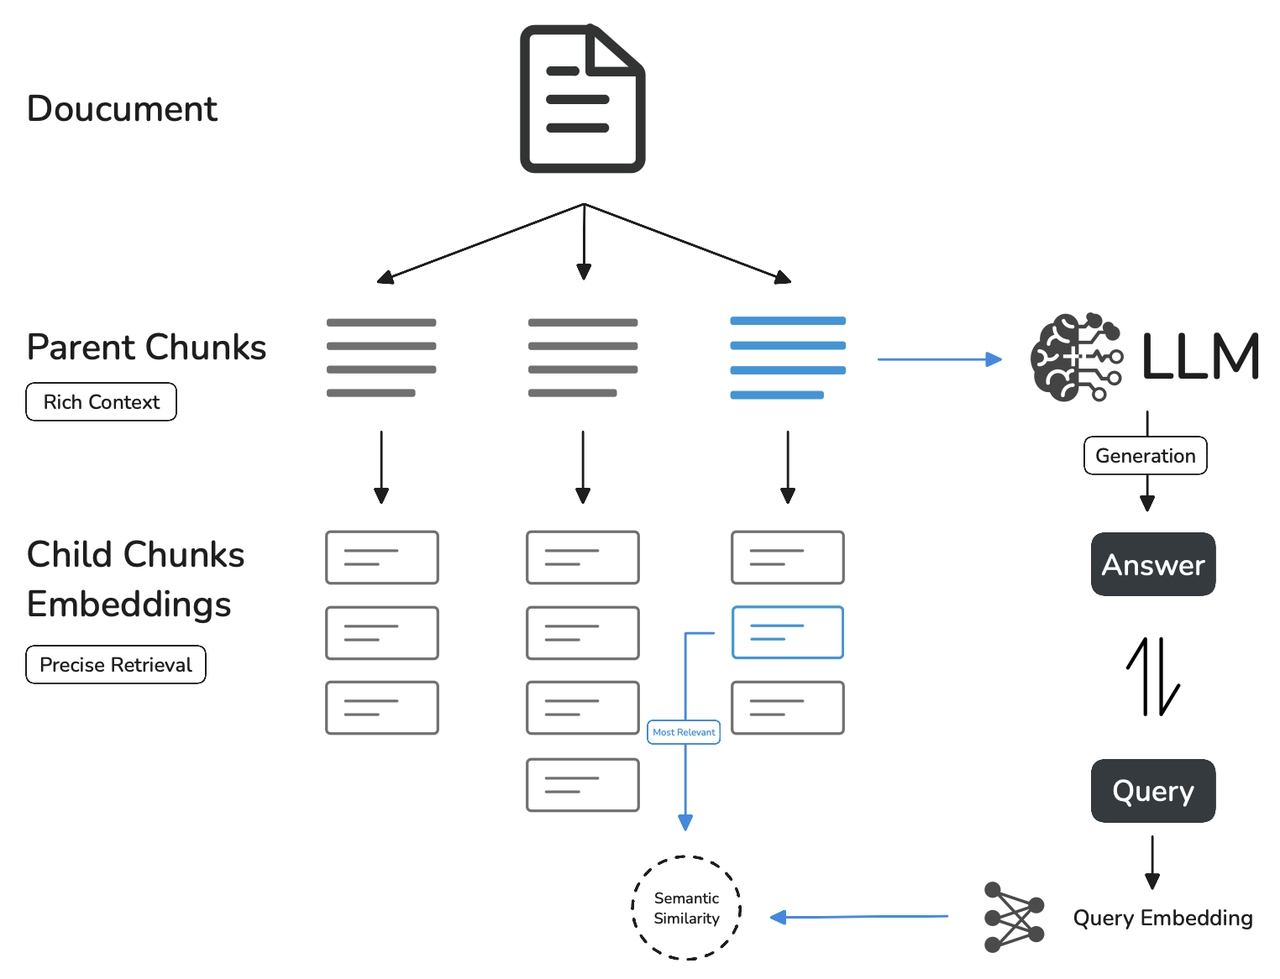 Doucument
Parent Chunks
Rich Context
LLM
Generation
Child Chunks
Embeddings
Precise Retrieval
Answer
Most Relevant
Query
Semantic
Similarity
Query Embedding